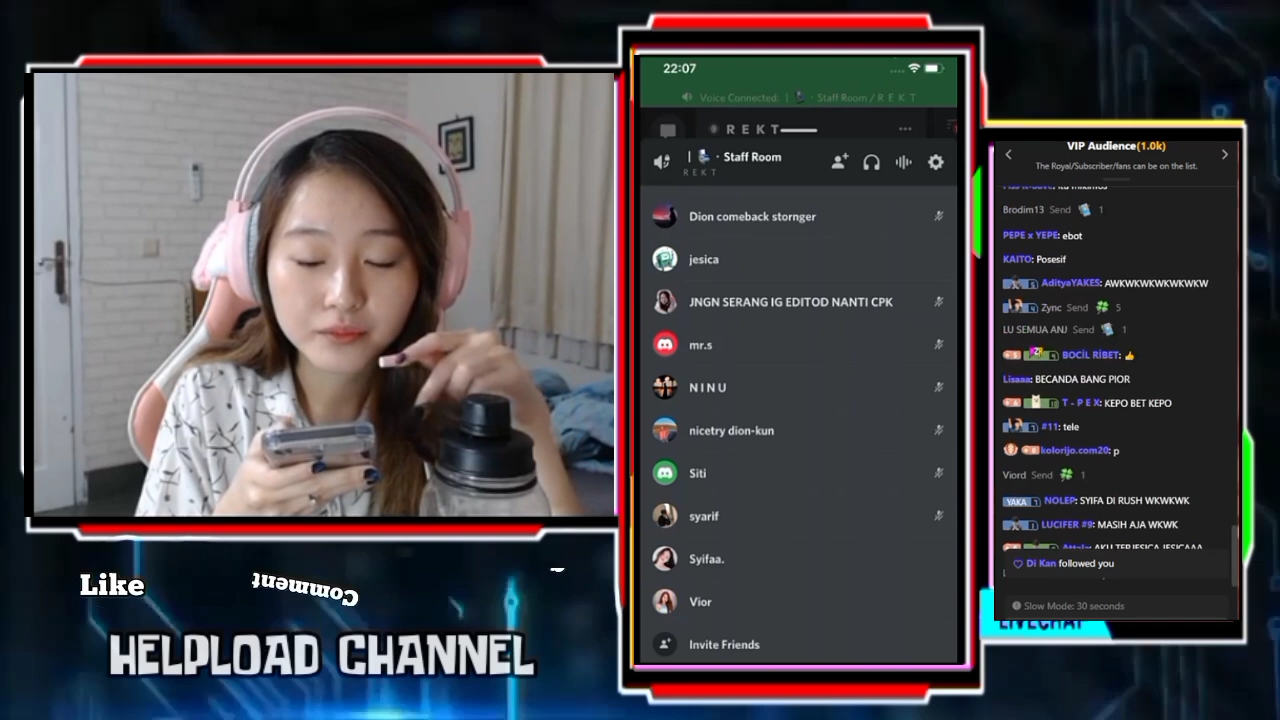 Like
Comment
HELPLOAD CHANNEL
22:07
Voice Connected: | · Staff Room / R E K T
R E K T
| · Staff Room
R E K T
Dion comeback stornger
jesica
JNGN SERANG IG EDITOD NANTI CPK
mr.s
N I N U
nicetry dion-kun
Siti
syarif
Syifaa.
Vior
Invite Friends
VIP Audience(1.0k)
The Royal/Subscriber/fans can be on the list.
Brodim13 Send 1
PEPE x YEPE: ebot
KAITO: Posesif
AdityaYAKES: AWKWKWKWKWKWKW
Zync Send 5
LU SEMUA ANJ Send 1
BOCİL RİBET: 👍
Lisaaa: BECANDA BANG PIOR
T - P E X: KEPO BET KEPO
#11: tele
kolorijo.com20: p
Viord Send 1
YAKA NOLEP: SYIFA DI RUSH WKWKWK
LUCIFER #9: MASIH AJA WKWK
Di Kan followed you
Slow Mode: 30 seconds
LIVECHAT